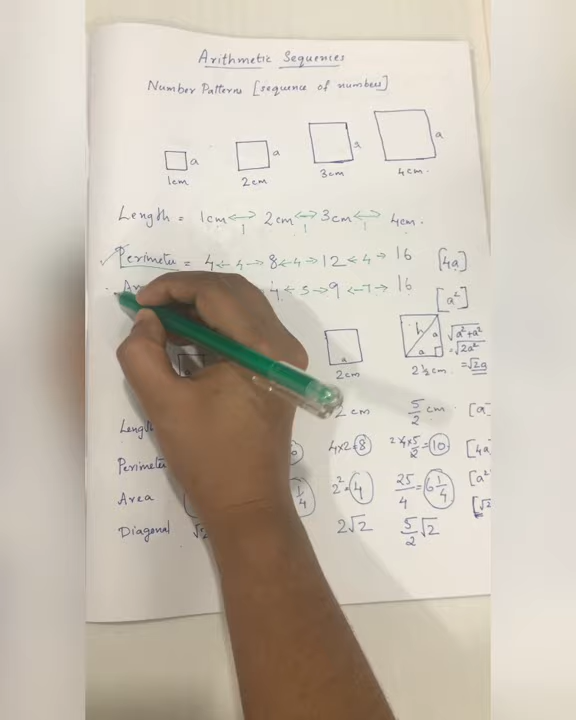 Arithmetic Sequences
Number Patterns [sequence of numbers]
a a a a
1cm 2cm 3cm 4cm.
Length = 1cm ↔ 2cm ↔ 3cm ↔ 4cm.
1 1 1
Perimeter = 4 ← 4 → 8 ← 4 → 12 ← 4 → 16 [4a]
4 ← 5 → 9 ← 7 → 16 [a²]
a a h a a √a²+a²
= √2a²
= √2a
2cm 2½cm
Length 2cm 5/2 cm [a]
Perimeter 4×2=8 2 4×5/2=10 [4a
Area 1/4 2²=4 25/4 = 6 1/4 [a²
Diagonal 2√2 5/2 √2 [√2